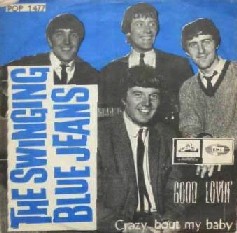 POP 1477
THE SWINGING
BLUE JEANS
GOOD LOVIN'
Crazy 'bout my baby